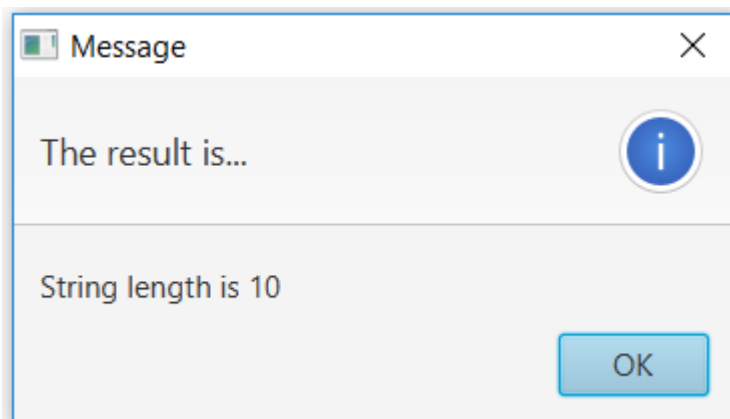 Message
The result is...
i
String length is 10
OK